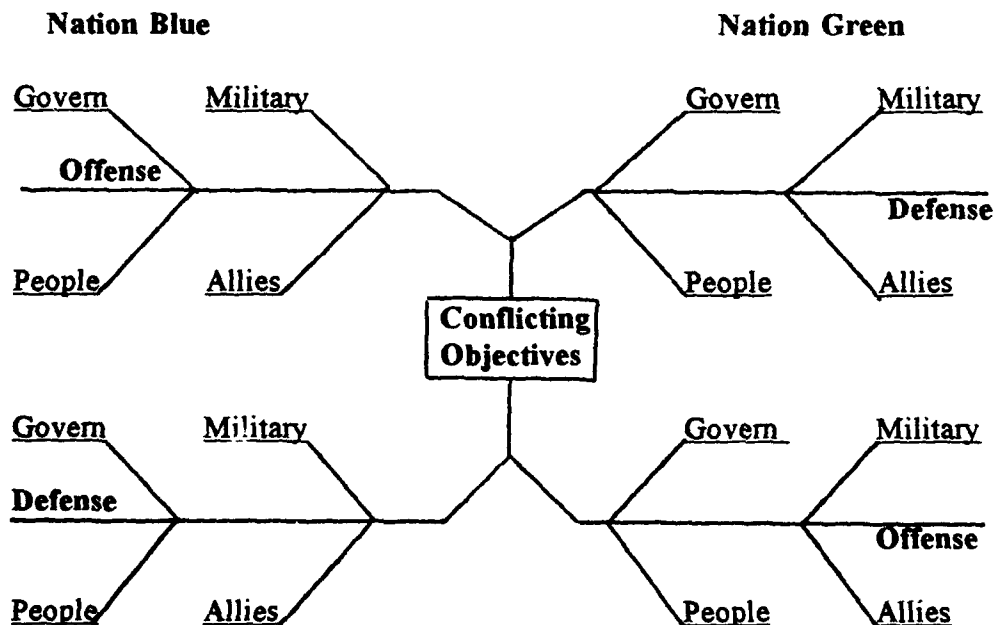 Nation Blue
Nation Green
Govern
Military
Govern
Military
Offense
Defense
People
Allies
People
Allies
Conflicting
Objectives
Govern
Military
Govern
Military
Defense
Offense
People
Allies
People
Allies